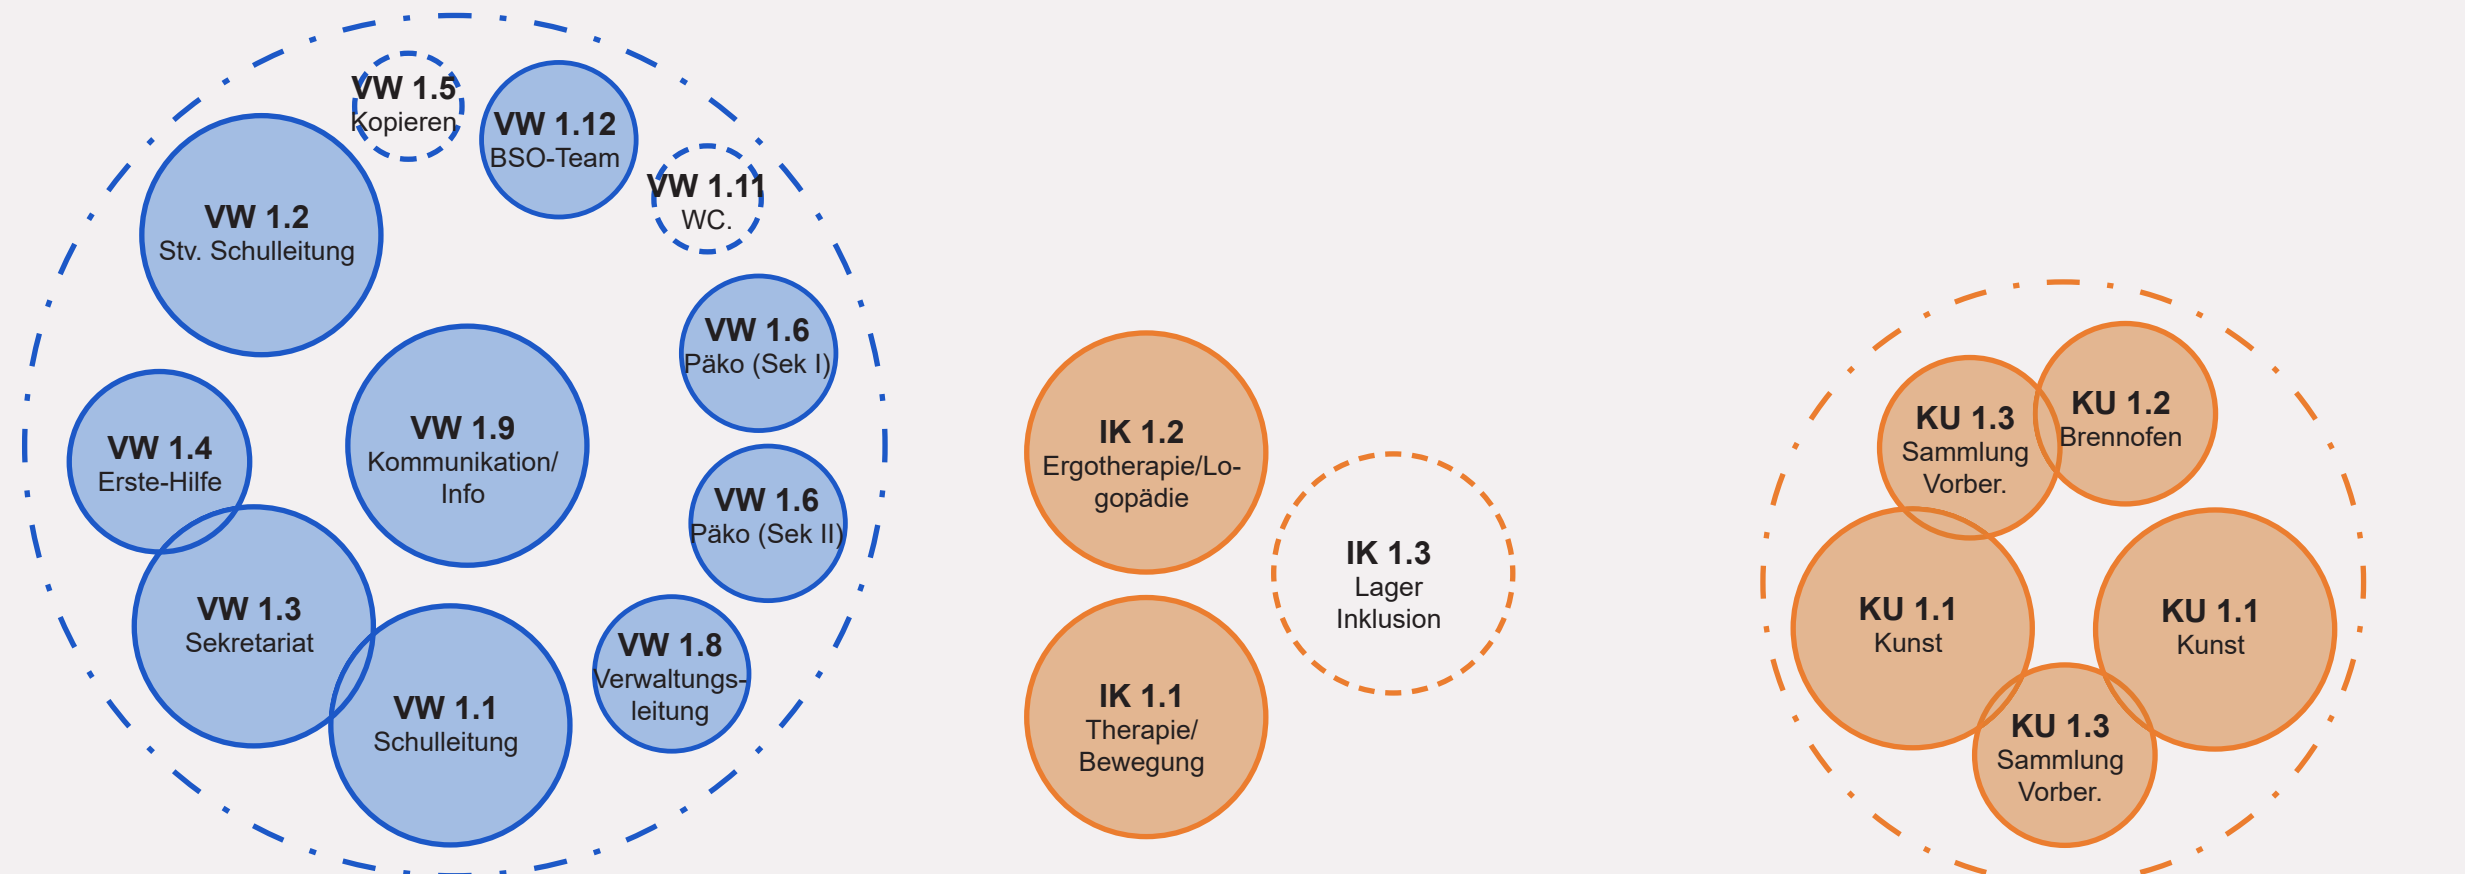 VW 1.5
Kopieren
VW 1.12
BSO-Team
VW 1.11
WC.
VW 1.2
Stv. Schulleitung
VW 1.6
Päko (Sek I)
VW 1.4
Erste-Hilfe
VW 1.9
Kommunikation/
Info
VW 1.6
Päko (Sek II)
VW 1.3
Sekretariat
VW 1.1
Schulleitung
VW 1.8
Verwaltungs-
leitung
IK 1.2
Ergotherapie/Lo-
gopädie
IK 1.3
Lager
Inklusion
IK 1.1
Therapie/
Bewegung
KU 1.3
Sammlung
Vorber.
KU 1.2
Brennofen
KU 1.1
Kunst
KU 1.1
Kunst
KU 1.3
Sammlung
Vorber.